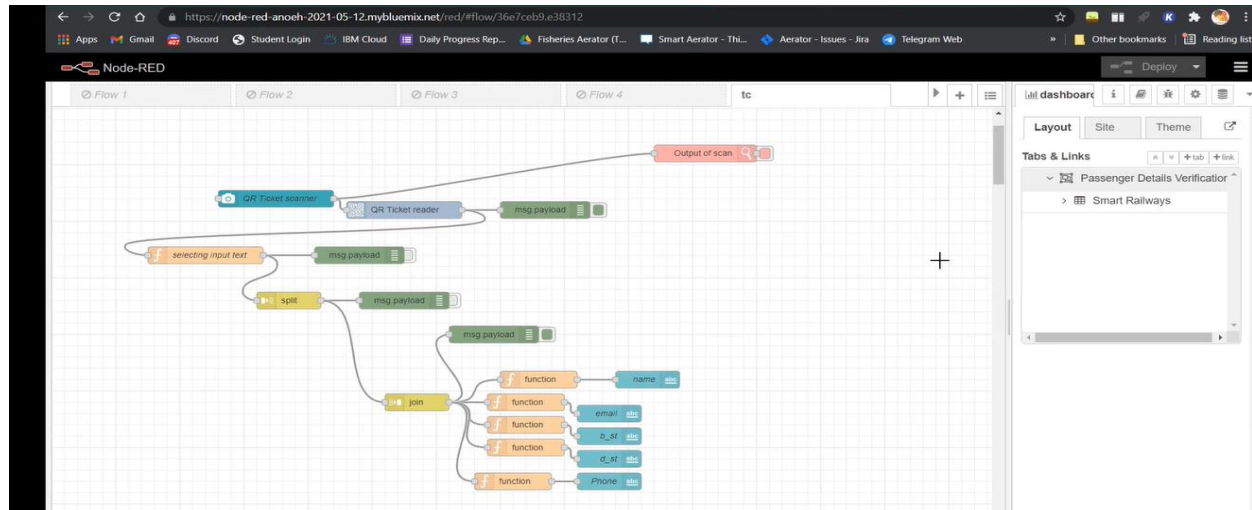 https://node-red-anoeh-2021-05-12.mybluemix.net/red/#flow/36e7ceb9.e38312
Apps Gmail Discord Student Login IBM Cloud Daily Progress Rep... Fisheries Aerator (T... Smart Aerator - Thi... Aerator - Issues - Jira Telegram Web » Other bookmarks Reading list
Node-RED Deploy
Flow 1 Flow 2 Flow 3 Flow 4 tc dashboard
Layout Site Theme
Output of scan
Tabs & Links +tab +link
Passenger Details Verification
QR Ticket scanner Smart Railways
QR Ticket reader msg.payload
selecting input text msg.payload
split msg.payload
msg.payload
function name abc
join function
email abc
function
b_st abc
function
d_st abc
function Phone abc